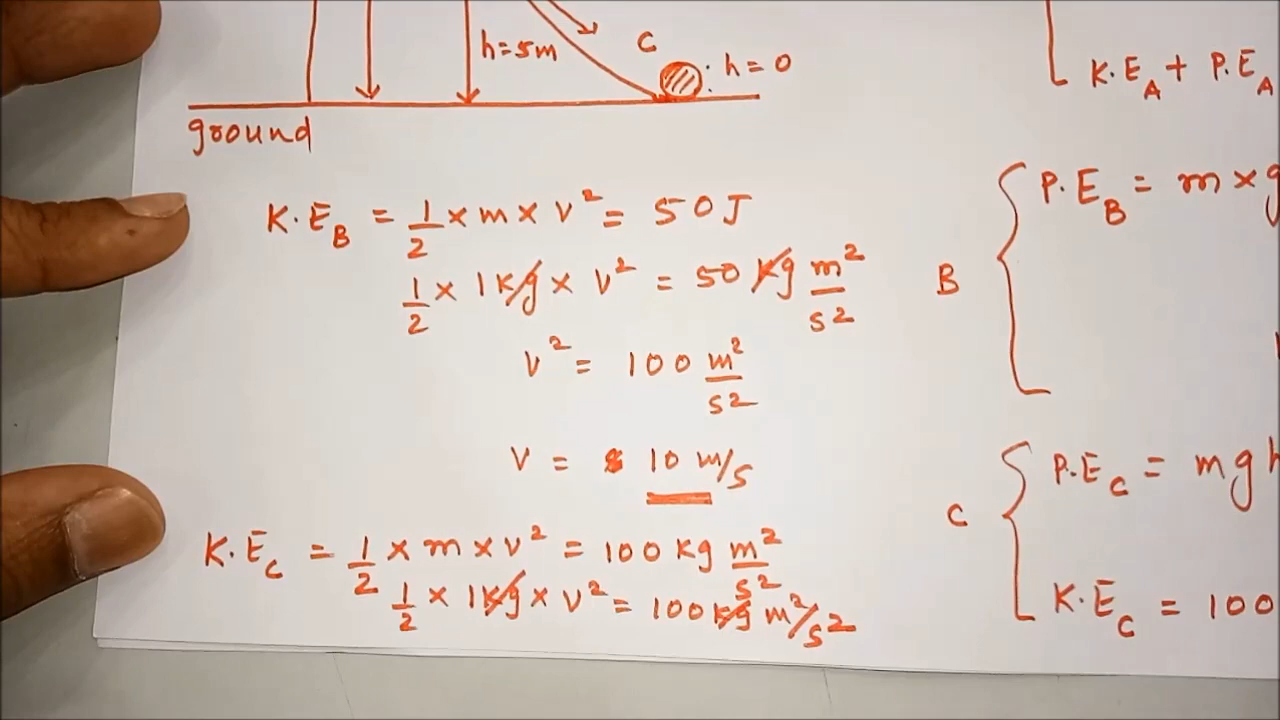 h=5m
C
: h=0
ground
K.E_B = 1/2 × m × v² = 50J
1/2 × 1kg × v² = 50 kg m²/s²
v² = 100 m²/s²
v = 10 m/s
K.E_C = 1/2 × m × v² = 100 kg m²/s²
1/2 × 1kg × v² = 100 kg m²/s²
K.E_A + P.E_A
P.E_B = m × g
B
P.E_C = mgh
C
K.E_C = 100